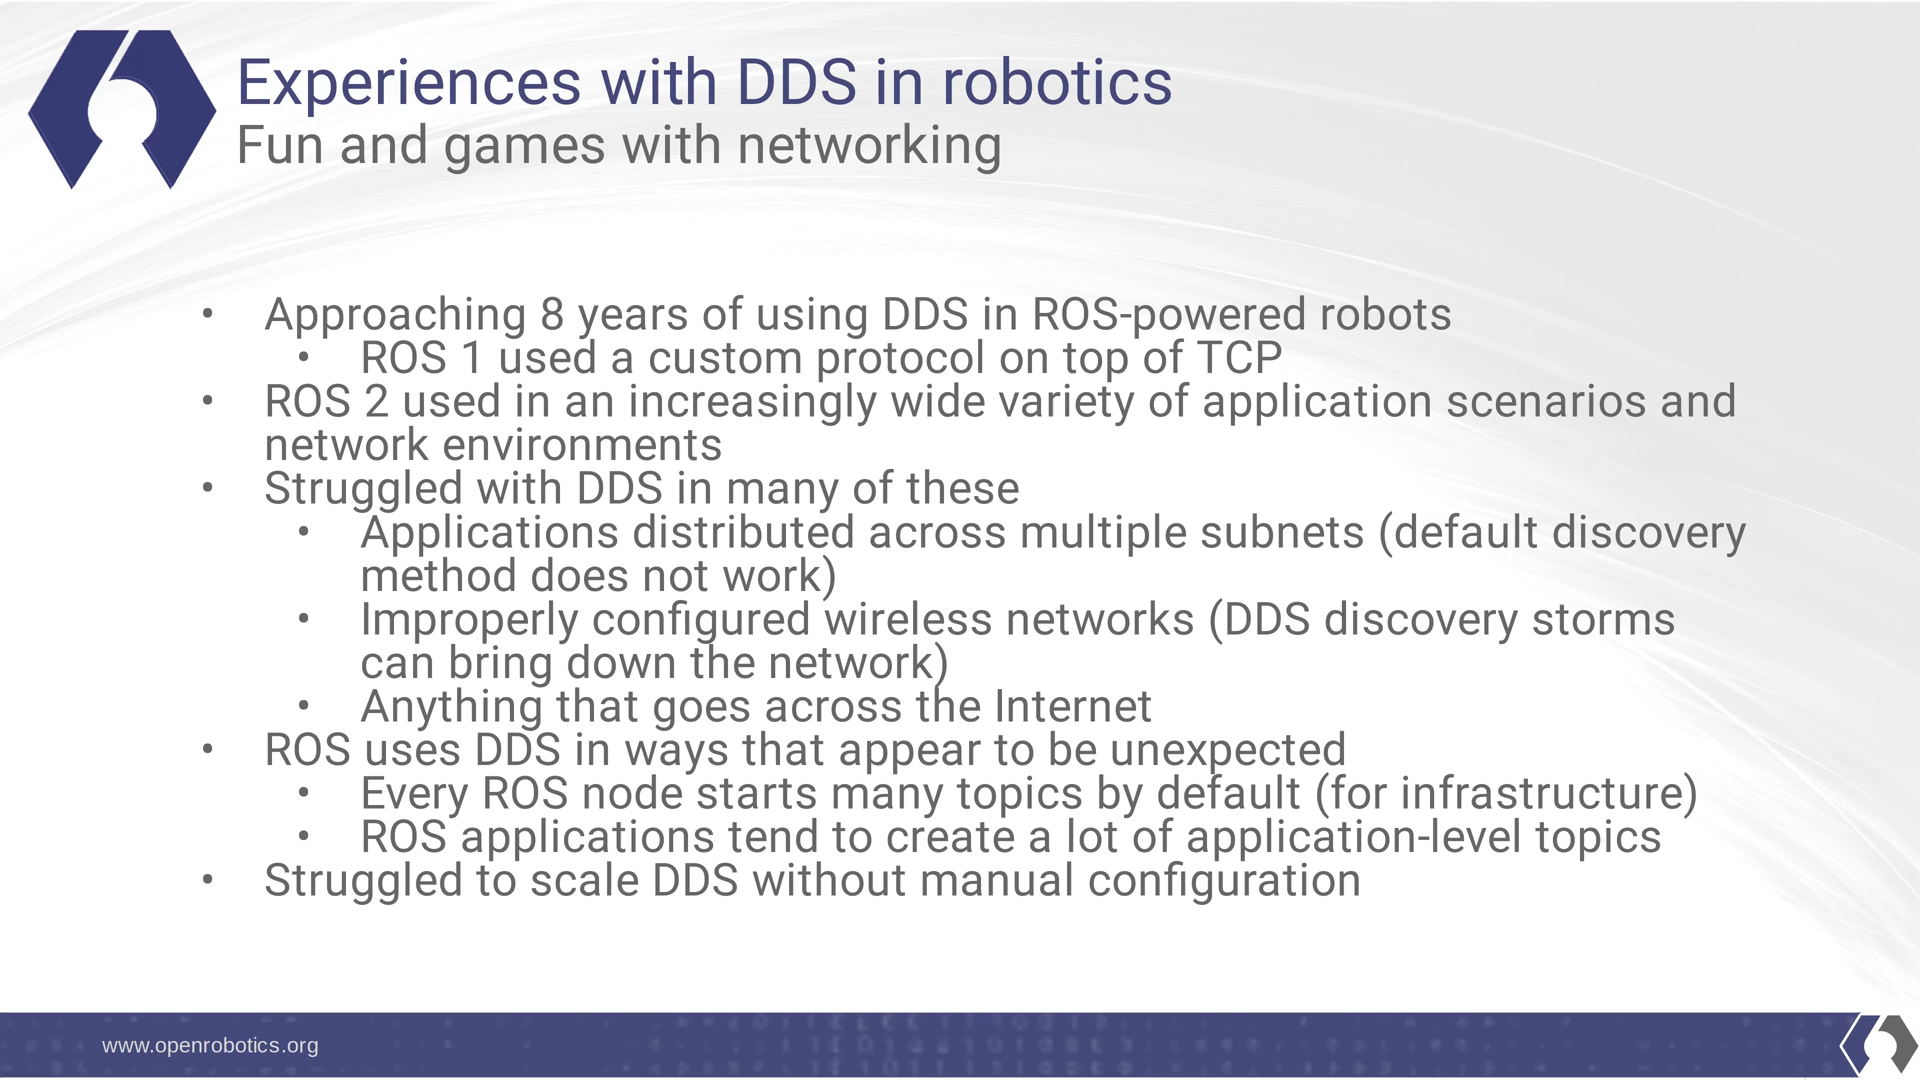 Experiences with DDS in robotics
Fun and games with networking
• Approaching 8 years of using DDS in ROS-powered robots
• ROS 1 used a custom protocol on top of TCP
• ROS 2 used in an increasingly wide variety of application scenarios and
network environments
• Struggled with DDS in many of these
• Applications distributed across multiple subnets (default discovery
method does not work)
• Improperly configured wireless networks (DDS discovery storms
can bring down the network)
• Anything that goes across the Internet
• ROS uses DDS in ways that appear to be unexpected
• Every ROS node starts many topics by default (for infrastructure)
• ROS applications tend to create a lot of application-level topics
• Struggled to scale DDS without manual configuration
www.openrobotics.org